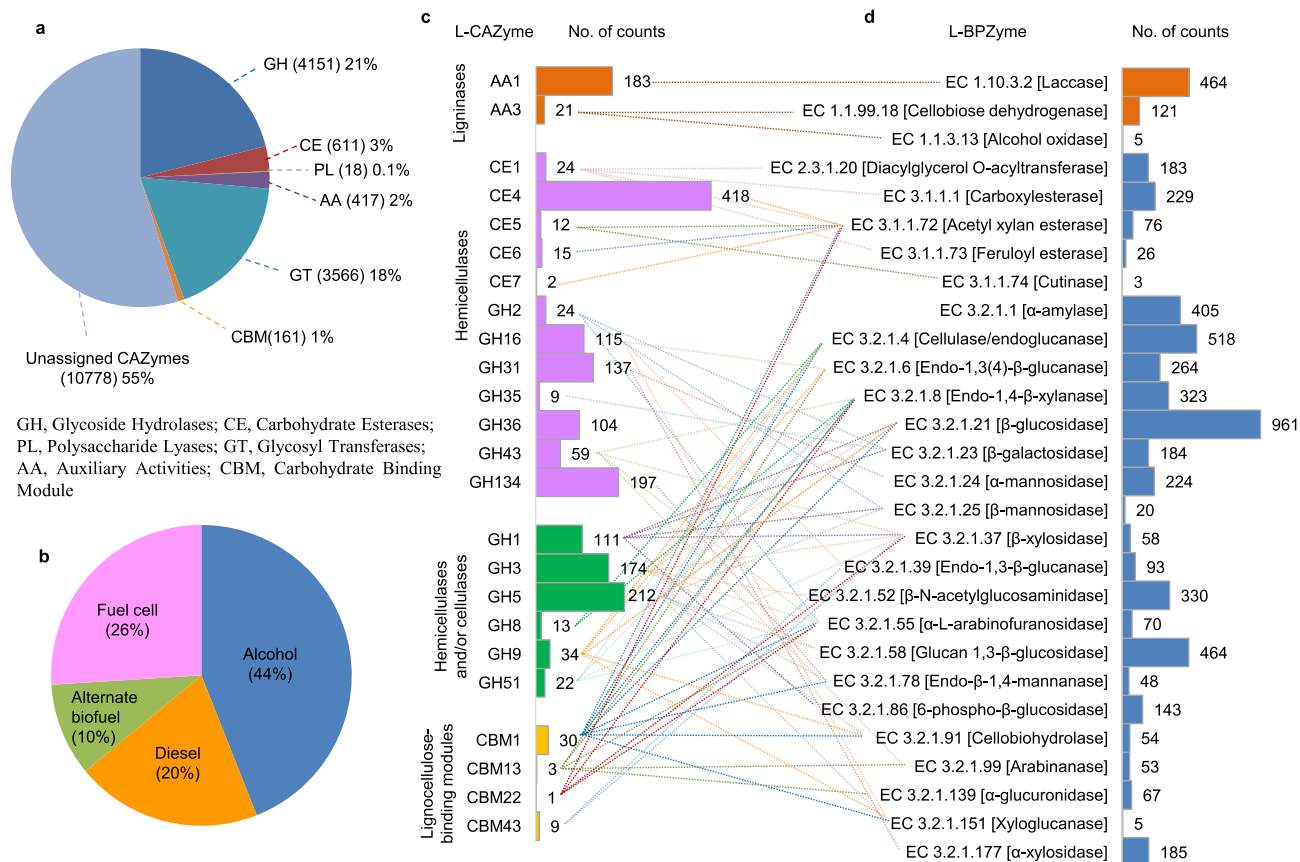 a
GH (4151) 21%
CE (611) 3%
PL (18) 0.1%
AA (417) 2%
GT (3566) 18%
CBM(161) 1%
Unassigned CAZymes
(10778) 55%
GH, Glycoside Hydrolases; CE, Carbohydrate Esterases;
PL, Polysaccharide Lyases; GT, Glycosyl Transferases;
AA, Auxiliary Activities; CBM, Carbohydrate Binding
Module
b
Fuel cell
(26%)
Alcohol
(44%)
Alternate
biofuel
(10%)
Diesel
(20%)
c
L-CAZyme No. of counts
Ligninases
AA1 183
AA3 21
Hemicellulases
CE1 24
CE4 418
CE5 12
CE6 15
CE7 2
GH2 24
GH16 115
GH31 137
GH35 9
GH36 104
GH43 59
GH134 197
Hemicellulases
and/or cellulases
GH1 111
GH3 174
GH5 212
GH8 13
GH9 34
GH51 22
Lignocellulose-
binding modules
CBM1 30
CBM13 3
CBM22 1
CBM43 9
d
L-BPZyme No. of counts
EC 1.10.3.2 [Laccase] 464
EC 1.1.99.18 [Cellobiose dehydrogenase] 121
EC 1.1.3.13 [Alcohol oxidase] 5
EC 2.3.1.20 [Diacylglycerol O-acyltransferase] 183
EC 3.1.1.1 [Carboxylesterase] 229
EC 3.1.1.72 [Acetyl xylan esterase] 76
EC 3.1.1.73 [Feruloyl esterase] 26
EC 3.1.1.74 [Cutinase] 3
EC 3.2.1.1 [α-amylase] 405
EC 3.2.1.4 [Cellulase/endoglucanase] 518
EC 3.2.1.6 [Endo-1,3(4)-β-glucanase] 264
EC 3.2.1.8 [Endo-1,4-β-xylanase] 323
EC 3.2.1.21 [β-glucosidase] 961
EC 3.2.1.23 [β-galactosidase] 184
EC 3.2.1.24 [α-mannosidase] 224
EC 3.2.1.25 [β-mannosidase] 20
EC 3.2.1.37 [β-xylosidase] 58
EC 3.2.1.39 [Endo-1,3-β-glucanase] 93
EC 3.2.1.52 [β-N-acetylglucosaminidase] 330
EC 3.2.1.55 [α-L-arabinofuranosidase] 70
EC 3.2.1.58 [Glucan 1,3-β-glucosidase] 464
EC 3.2.1.78 [Endo-β-1,4-mannanase] 48
EC 3.2.1.86 [6-phospho-β-glucosidase] 143
EC 3.2.1.91 [Cellobiohydrolase] 54
EC 3.2.1.99 [Arabinanase] 53
EC 3.2.1.139 [α-glucuronidase] 67
EC 3.2.1.151 [Xyloglucanase] 5
EC 3.2.1.177 [α-xylosidase] 185